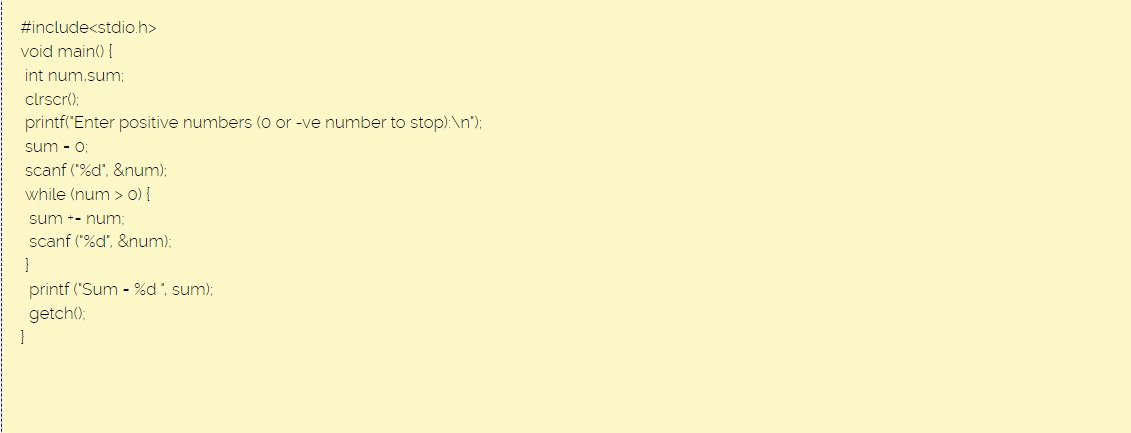 #include<stdio.h>
void main() {
int num,sum;
clrscr();
printf("Enter positive numbers (0 or -ve number to stop):\n");
sum = 0;
scanf ("%d", &num);
while (num > 0) {
sum += num;
scanf ("%d", &num);
}
printf ("Sum = %d ", sum);
getch();
}